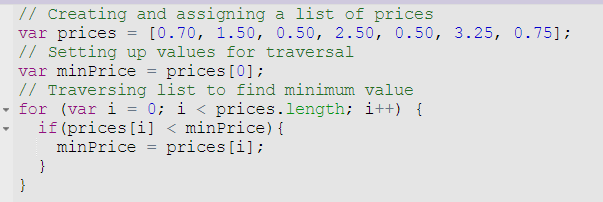 // Creating and assigning a list of prices
var prices = [0.70, 1.50, 0.50, 2.50, 0.50, 3.25, 0.75];
// Setting up values for traversal
var minPrice = prices[0];
// Traversing list to find minimum value
for (var i = 0; i < prices.length; i++) {
if(prices[i] < minPrice){
minPrice = prices[i];
}
}